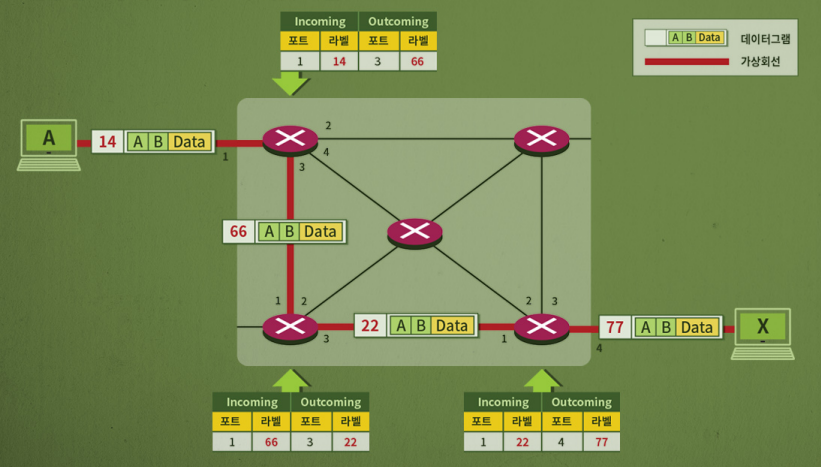 Incoming Outcoming
포트 라벨 포트 라벨
1 14 3 66
A B Data 데이터그램
가상회선
A
14 A B Data
1
2
4
3
66 A B Data
1 2
3
22 A B Data
2 3
1
4
77 A B Data
X
Incoming Outcoming
포트 라벨 포트 라벨
1 66 3 22
Incoming Outcoming
포트 라벨 포트 라벨
1 22 4 77